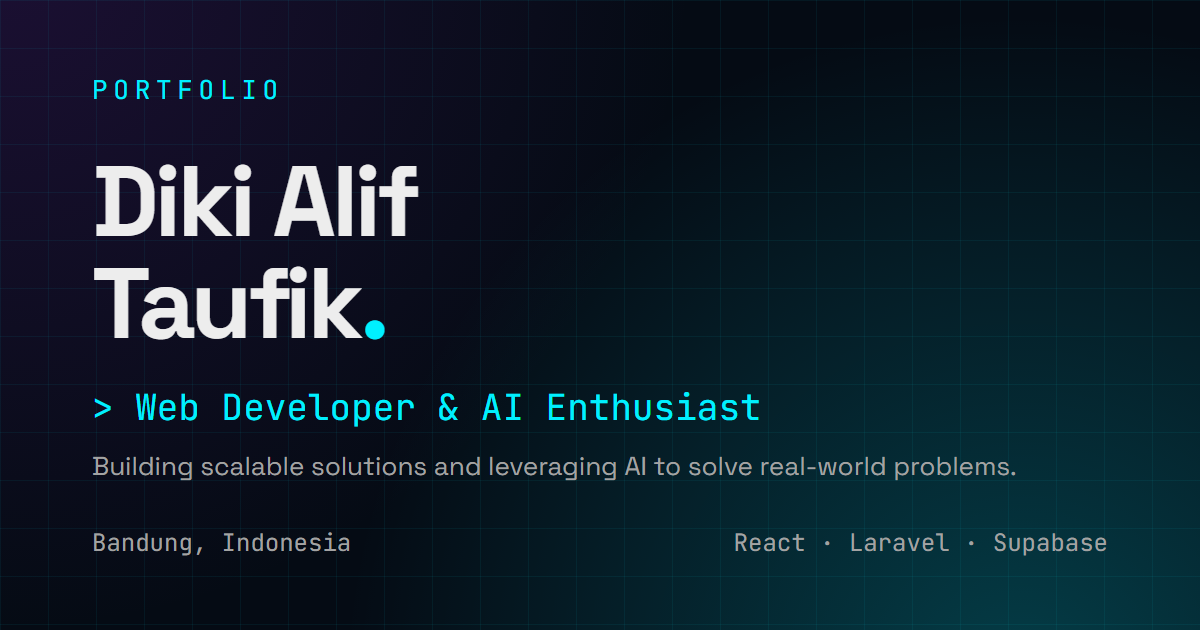 PORTFOLIO
Diki Alif
Taufik.
> Web Developer & AI Enthusiast
Building scalable solutions and leveraging AI to solve real-world problems.
Bandung, Indonesia
React · Laravel · Supabase